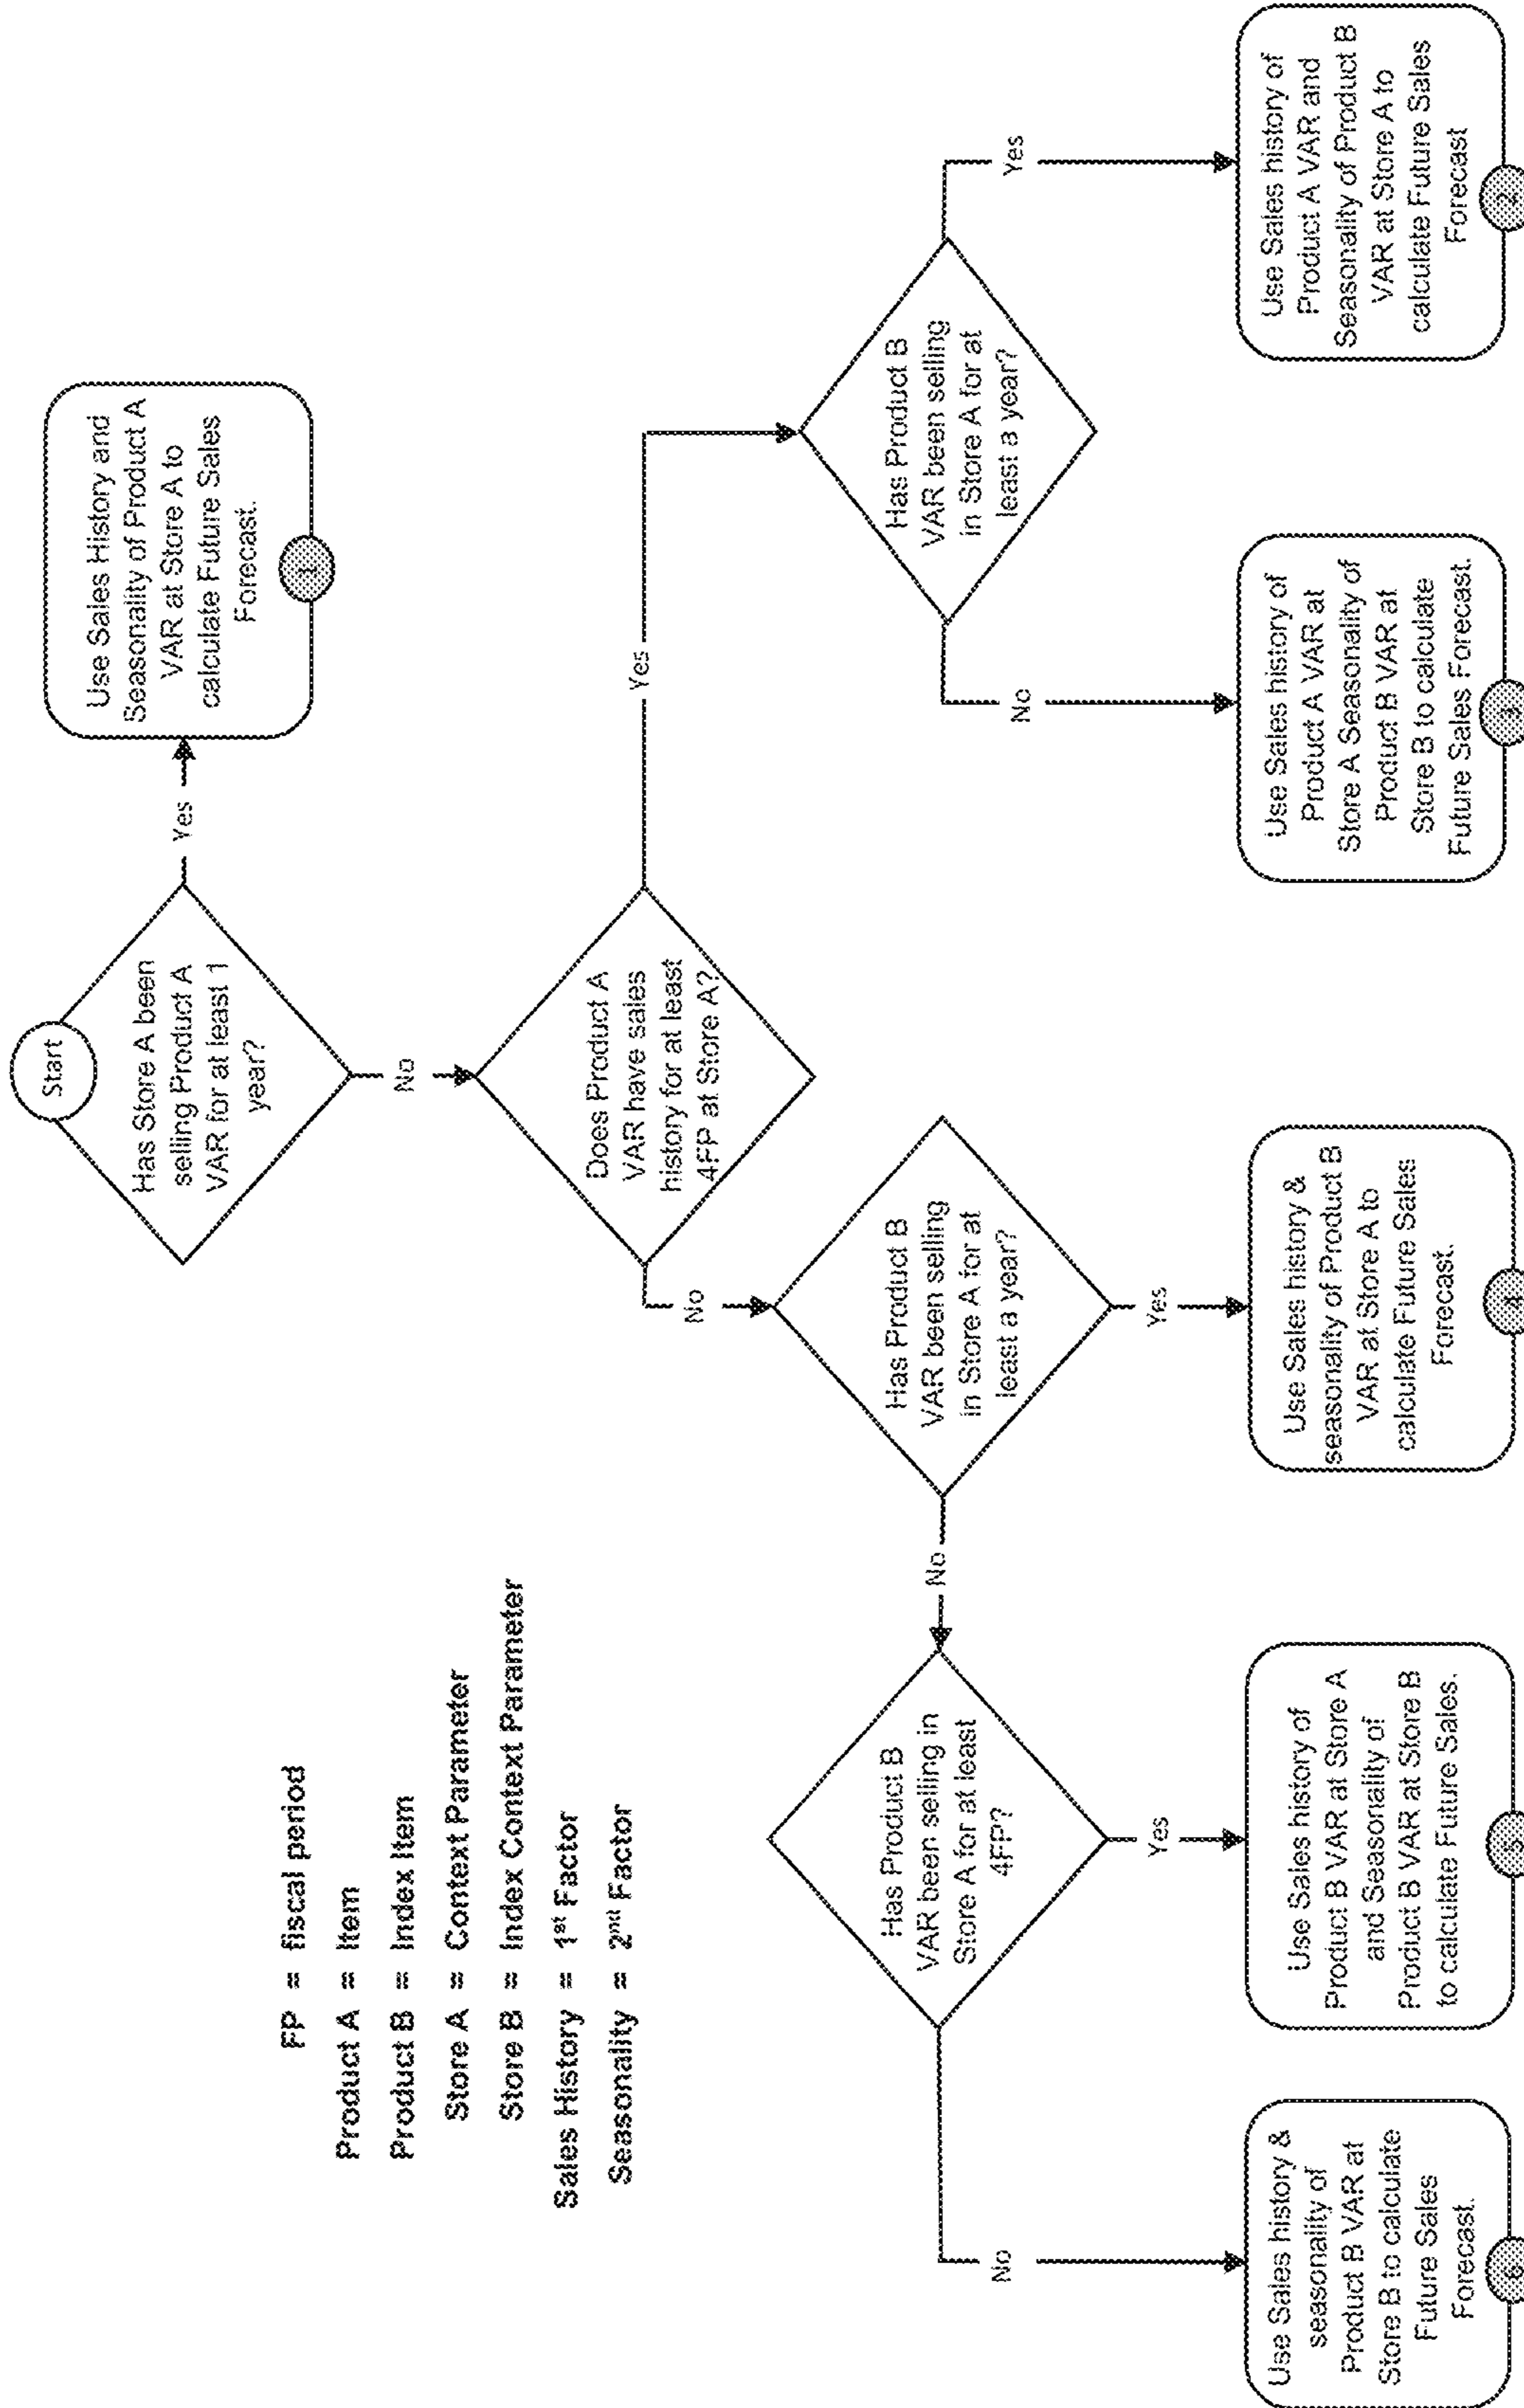 Start
Has Store A been
selling Product A
VAR for at least 1
year?
Yes
Use Sales History and
Seasonality of Product A
VAR at Store A to
calculate Future Sales
Forecast.
1
No
FP = fiscal period
Product A = Item
Product B = Index Item
Store A = Context Parameter
Store B = Index Context Parameter
Sales History = 1st Factor
Seasonality = 2nd Factor
Does Product A
VAR have sales
history for at least
4FP at Store A?
Yes
No
Has Product B
VAR been selling in
Store A for at least
4FP?
No
Has Product B
VAR been selling
in Store A for at
least a year?
Has Product B
VAR been selling
in Store A for at
least a year?
No
Yes
Yes
No
Yes
Use Sales history &
seasonality of
Product B VAR at
Store B to calculate
Future Sales
Forecast.
6
Use Sales history of
Product B VAR at Store A
and Seasonality of
Product B VAR at Store B
to calculate Future Sales.
5
Use Sales history &
seasonality of Product B
VAR at Store A to
calculate Future Sales
Forecast.
4
Use Sales history of
Product A VAR at
Store A Seasonality of
Product B VAR at
Store B to calculate
Future Sales Forecast.
3
Use Sales history of
Product A VAR and
Seasonality of Product B
VAR at Store A to
calculate Future Sales
Forecast
2